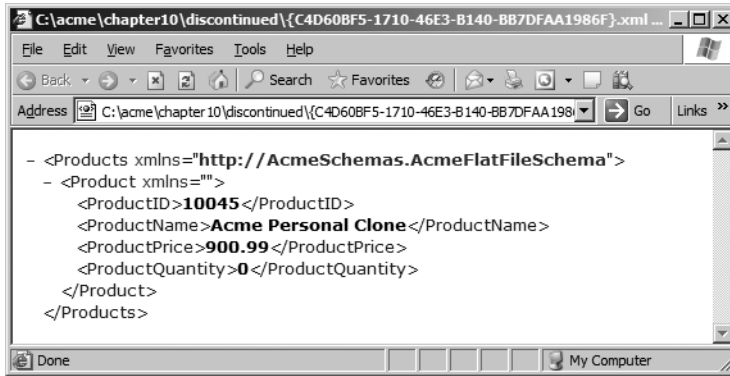 C:\acme\chapter10\discontinued\{C4D60BF5-1710-46E3-B140-BB7DFAA1986F}.xml ...
File Edit View Favorites Tools Help
Back Search Favorites
Address C:\acme\chapter10\discontinued\{C4D60BF5-1710-46E3-B140-BB7DFAA198 Go Links »
- <Products xmlns="http://AcmeSchemas.AcmeFlatFileSchema">
- <Product xmlns="">
<ProductID>10045</ProductID>
<ProductName>Acme Personal Clone</ProductName>
<ProductPrice>900.99</ProductPrice>
<ProductQuantity>0</ProductQuantity>
</Product>
</Products>
Done My Computer